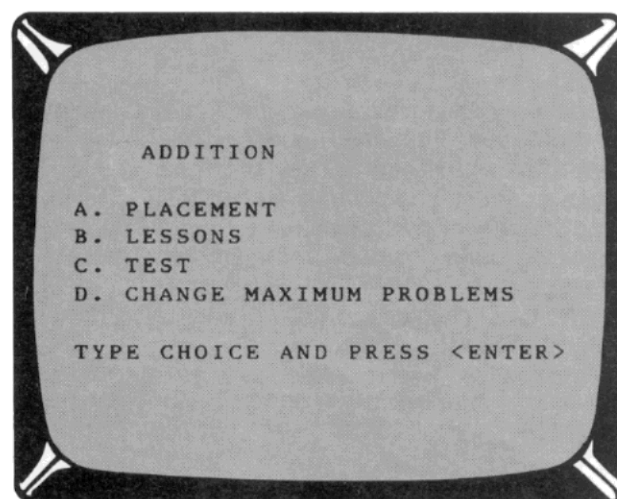 ADDITION
A. PLACEMENT
B. LESSONS
C. TEST
D. CHANGE MAXIMUM PROBLEMS
TYPE CHOICE AND PRESS <ENTER>